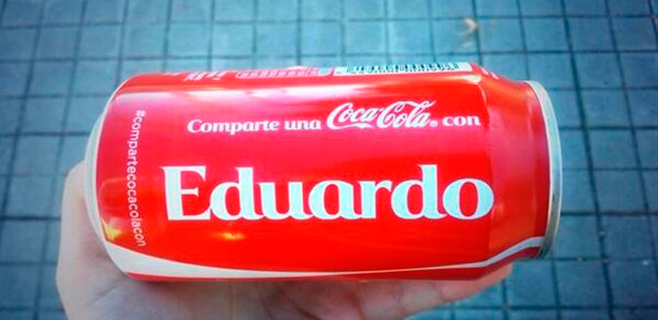 Comparte una Coca-Cola® con
Eduardo
#compartecocacolacon